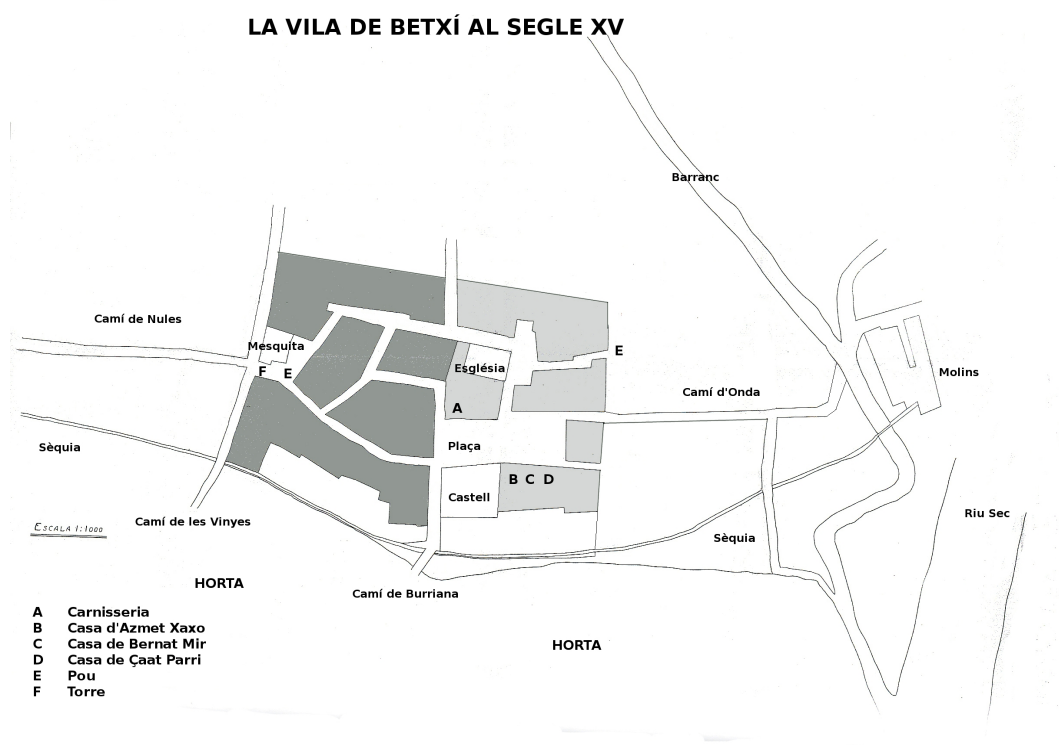 LA VILA DE BETXÍ AL SEGLE XV
Barranc
Camí de Nules
Mesquita
F E
Església
E
A
Camí d'Onda
Molins
Sèquia
Plaça
B C D
Castell
Camí de les Vinyes
Riu Sec
ESCALA 1:1000
Sèquia
HORTA
Camí de Burriana
HORTA
A Carnisseria
B Casa d'Azmet Xaxo
C Casa de Bernat Mir
D Casa de Çaat Parri
E Pou
F Torre